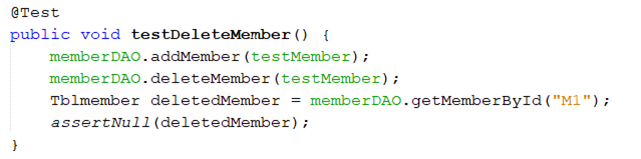 @Test
public void testDeleteMember() {
    memberDAO.addMember(testMember);
    memberDAO.deleteMember(testMember);
    Tblmember deletedMember = memberDAO.getMemberById("M1");
    assertNull(deletedMember);
}